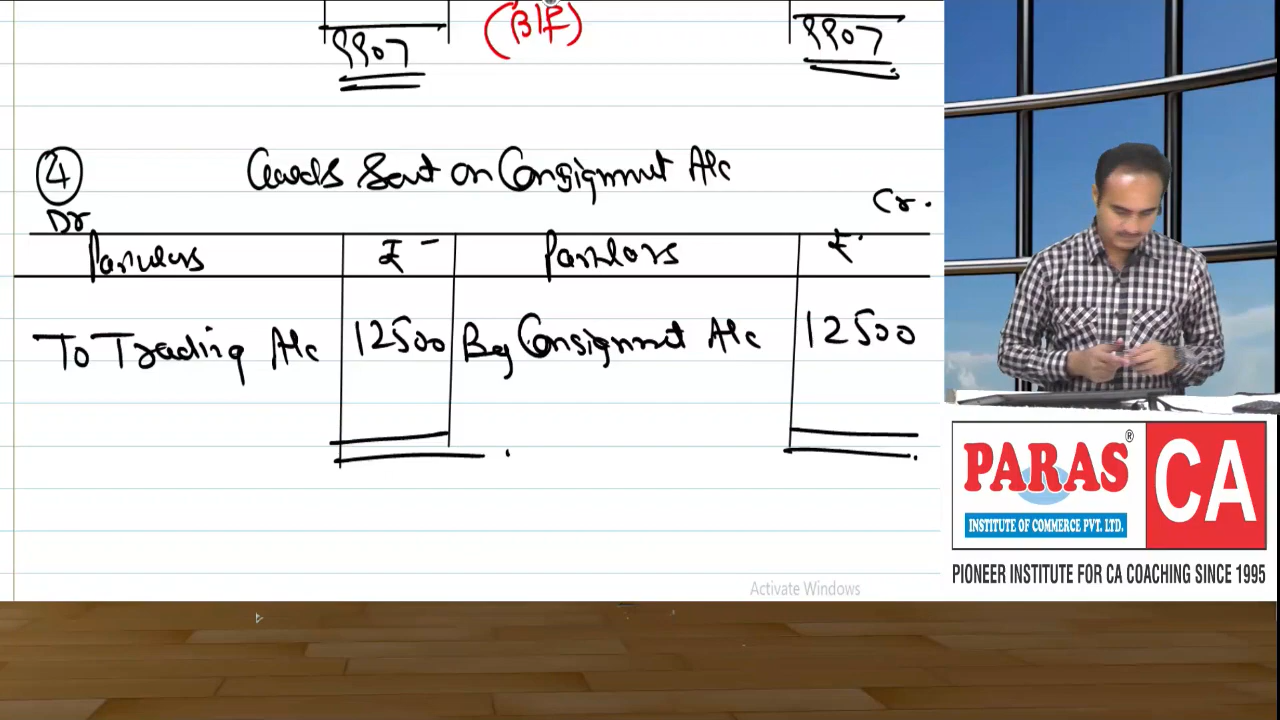 (B/F)
9907
9907
4
Goods Sent on Consignment A/c
Dr
Cr.
Particulars ₹ Particulars ₹
To Trading A/c 12500 By Consignment A/c 12500
Activate Windows
PARAS®
INSTITUTE OF COMMERCE PVT. LTD.
CA
PIONEER INSTITUTE FOR CA COACHING SINCE 1995